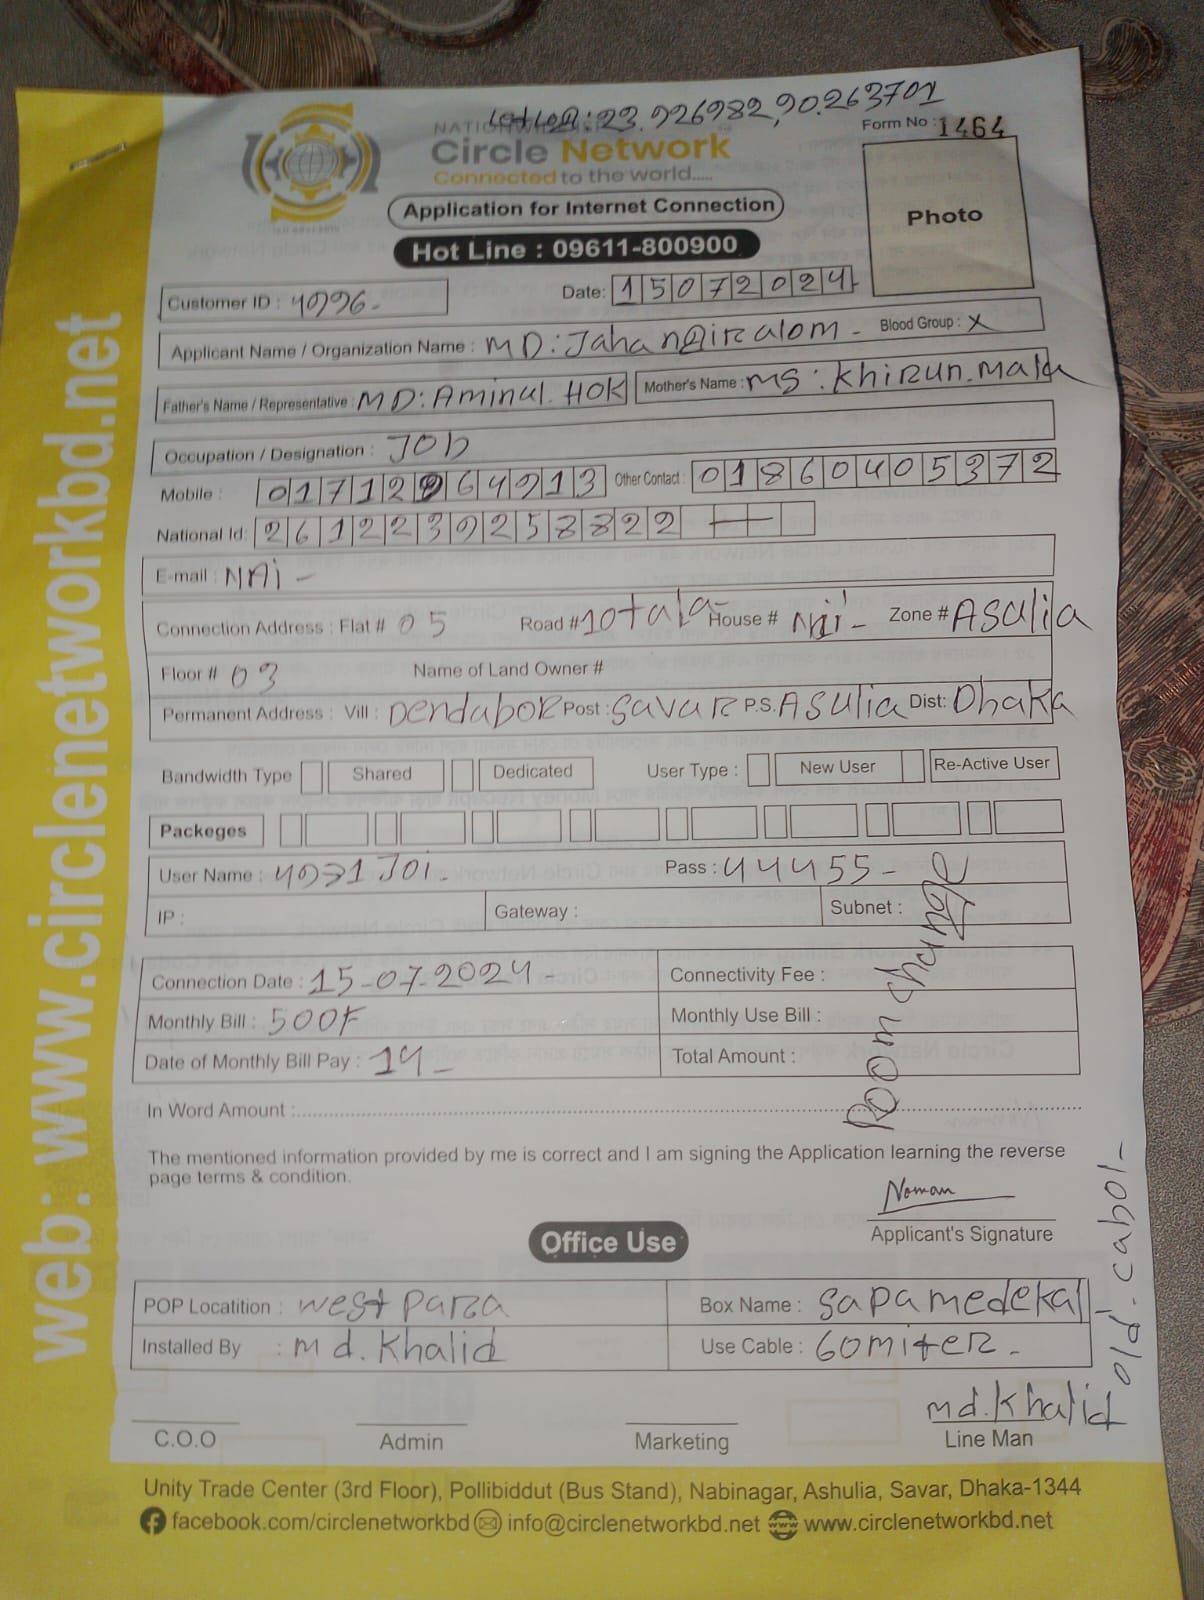 Lat Log: 23.926982,90.263701
NATIONWIDE ISP
Form No : 1464
Circle Network
Connected to the world.....
Application for Internet Connection
Photo
Hot Line : 09611-800900
Customer ID : 4996- Date: 15072024
Applicant Name / Organization Name : MD: Jahangir alom - Blood Group : X
Father's Name / Representative : MD: Aminul. HOK Mother's Name : MS: Khirun. Mala
Occupation / Designation : JOb
Mobile : 01712964913 Other Contact : 01860405372
National Id: 2612239258822
E-mail : NAi -
Connection Address : Flat # 05 Road # 10tala- House # Nai - Zone # ASulia
Floor # 03 Name of Land Owner #
Permanent Address : Vill : Dendabor Post : Savar P.S. ASulia Dist: Dhaka
Bandwidth Type Shared Dedicated User Type : New User Re-Active User
Packeges
User Name : 4971 JOi. Pass : 44455-
IP : Gateway : Subnet :
Room Change
Connection Date : 15-07-2024 - Connectivity Fee :
Monthly Bill : 500 Monthly Use Bill :
Date of Monthly Bill Pay : 14- Total Amount :
In Word Amount :
The mentioned information provided by me is correct and I am signing the Application learning the reverse
page terms & condition.
Noman
Applicant's Signature
Office Use
POP Locatition : West Para Box Name : Sapamedekal
Installed By : md. Khalid Use Cable : 60miter -
old. cabol-
md. Khalid
C.O.O Admin Marketing Line Man
Unity Trade Center (3rd Floor), Pollibiddut (Bus Stand), Nabinagar, Ashulia, Savar, Dhaka-1344
facebook.com/circlenetworkbd info@circlenetworkbd.net www.circlenetworkbd.net
web: www.circlenetworkbd.net